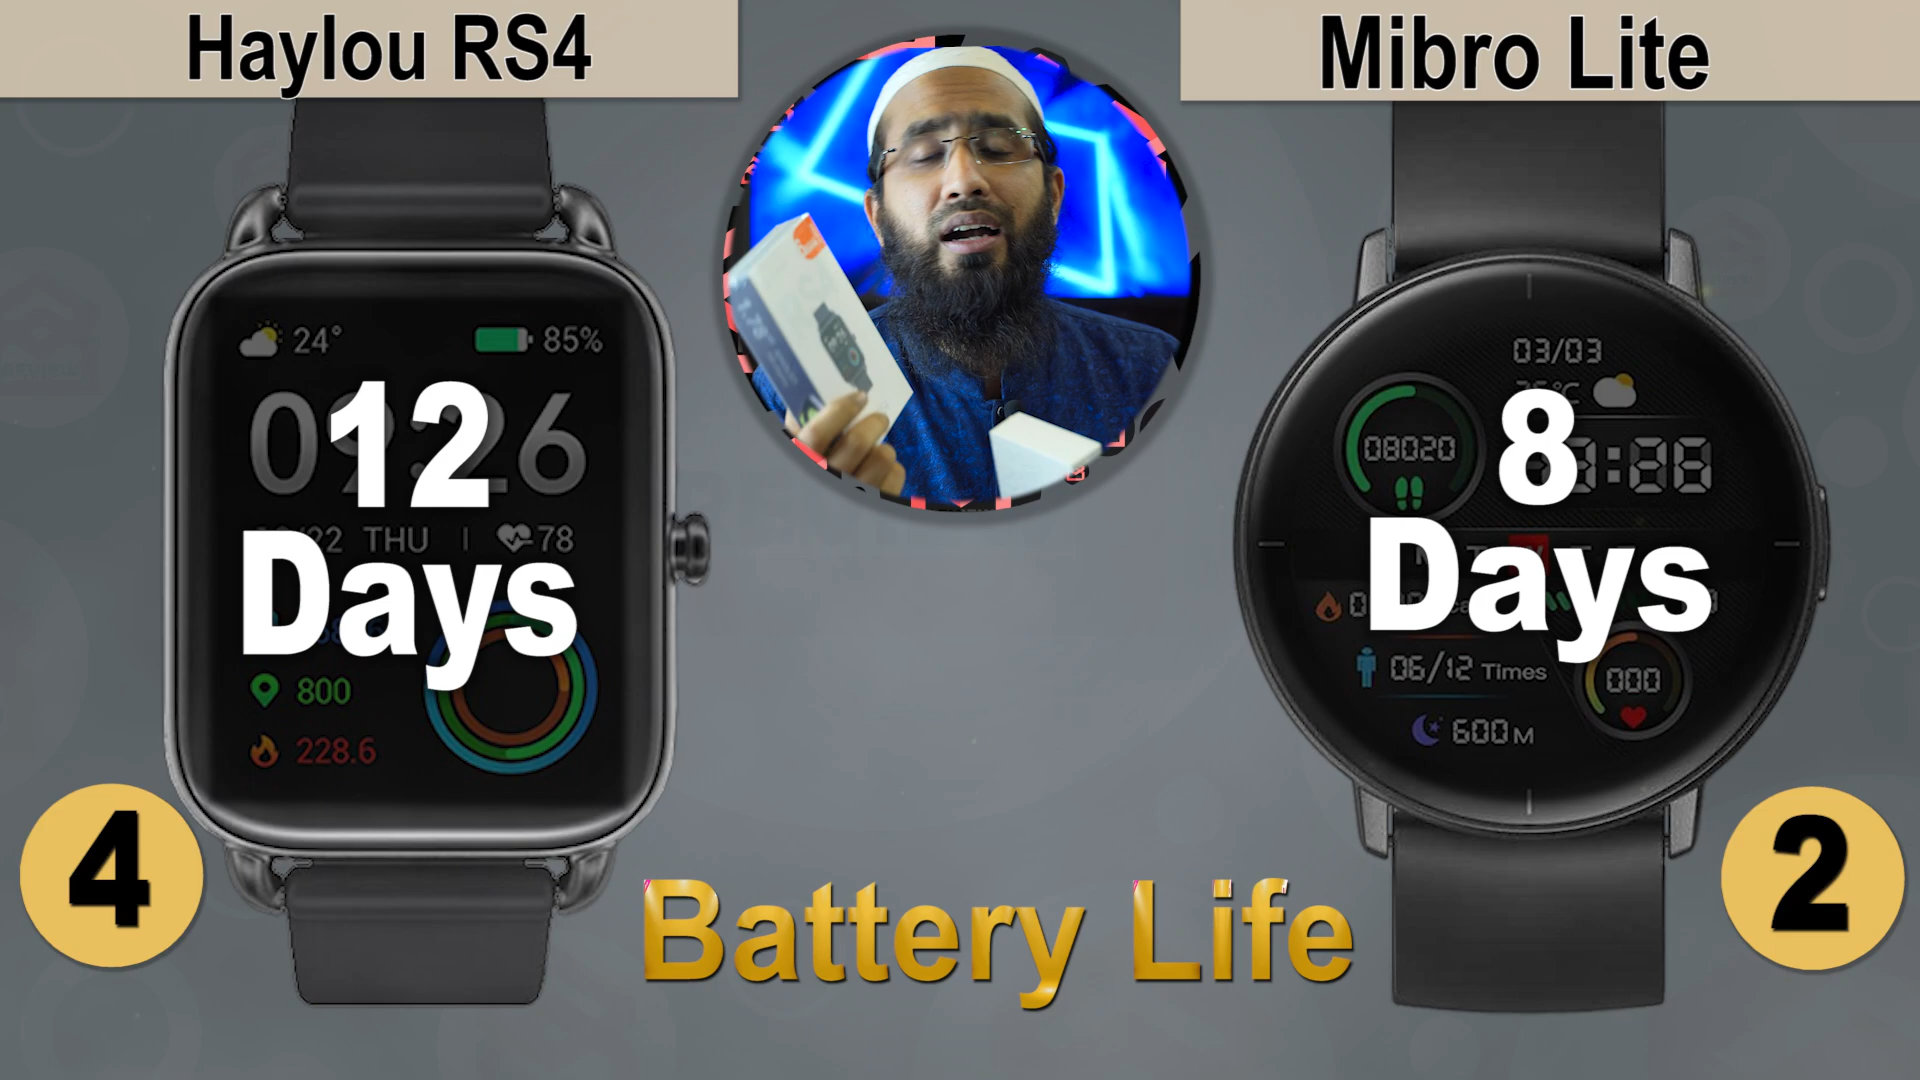 Haylou RS4
Mibro Lite
24°
85%
12
Days
THU
78
800
228.6
03/03
08020
8
Days
06/12 Times
000
600M
4
2
Battery Life